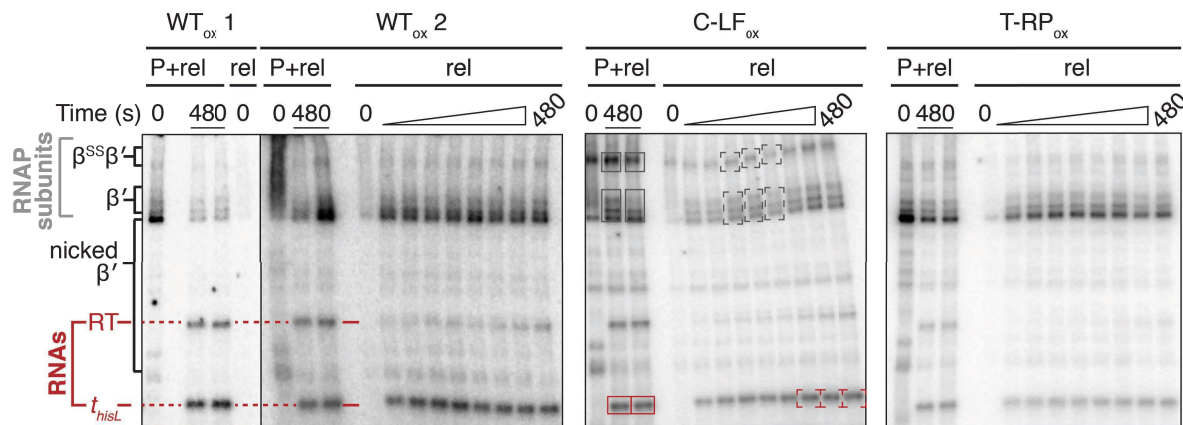 WTox 1 WTox 2 C-LFox T-RPox
P+rel rel P+rel rel P+rel rel P+rel rel
Time (s) 0 480 0 0 480 0 480 0 480 0 480 0 480 0 480
RNAP subunits
βSSβ′
β′
nicked
β′
RNAs
RT
thisL